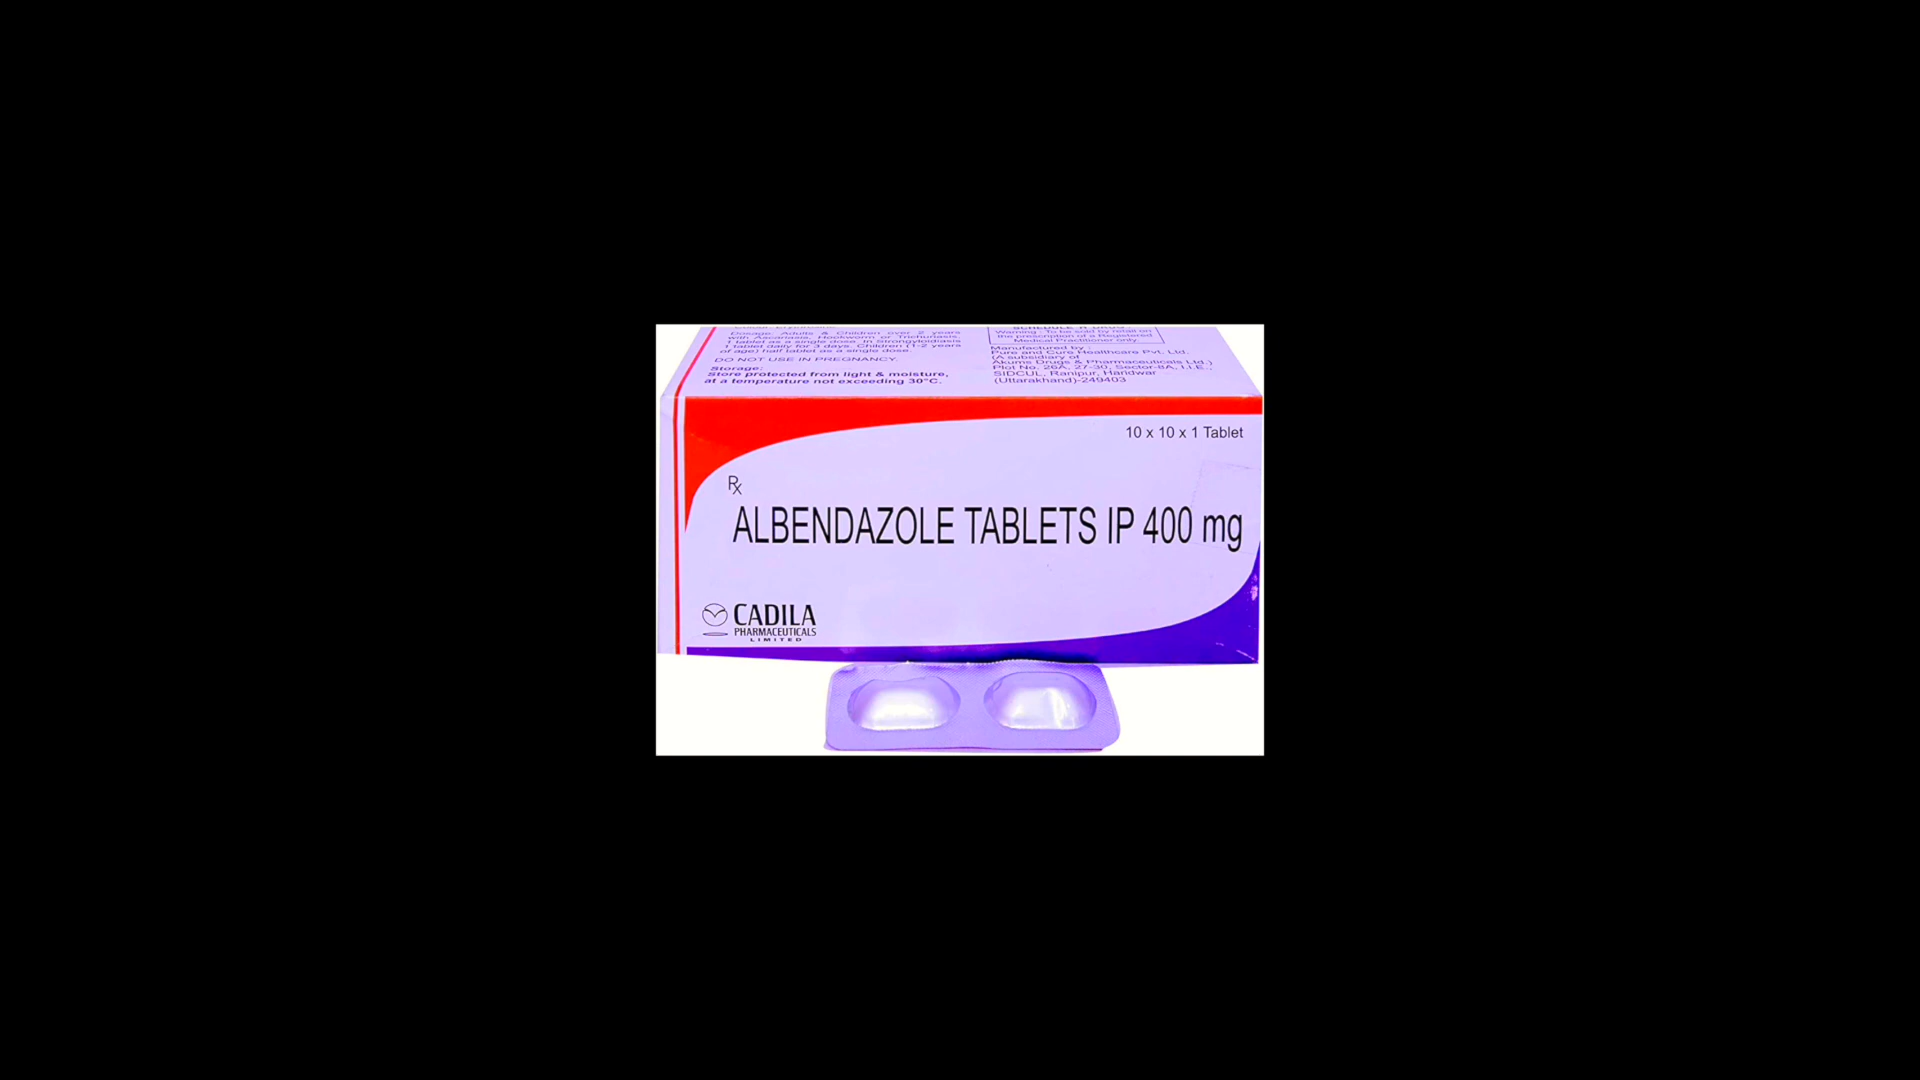 Dosage: Adults & Children over 2 years
with Ascariasis, Hookworm or Trichuriasis,
1 tablet as a single dose. In Strongyloidiasis
1 tablet daily for 3 days. Children (1-2 years
of age) half tablet as a single dose.
DO NOT USE IN PREGNANCY.
Storage:
Store protected from light & moisture,
at a temperature not exceeding 30°C.
SCHEDULE H DRUG
Warning : To be sold by retail on
the prescription of a Registered
Medical Practitioner only.
Manufactured by :
Pure and Cure Healthcare Pvt. Ltd.
(A subsidiary of
Akums Drugs & Pharmaceuticals Ltd.)
Plot No. 26A, 27-30, Sector-8A, I.I.E.,
SIDCUL, Ranipur, Haridwar
(Uttarakhand)-249403
10 x 10 x 1 Tablet
Rx
ALBENDAZOLE TABLETS IP 400 mg
CADILA
PHARMACEUTICALS
LIMITED